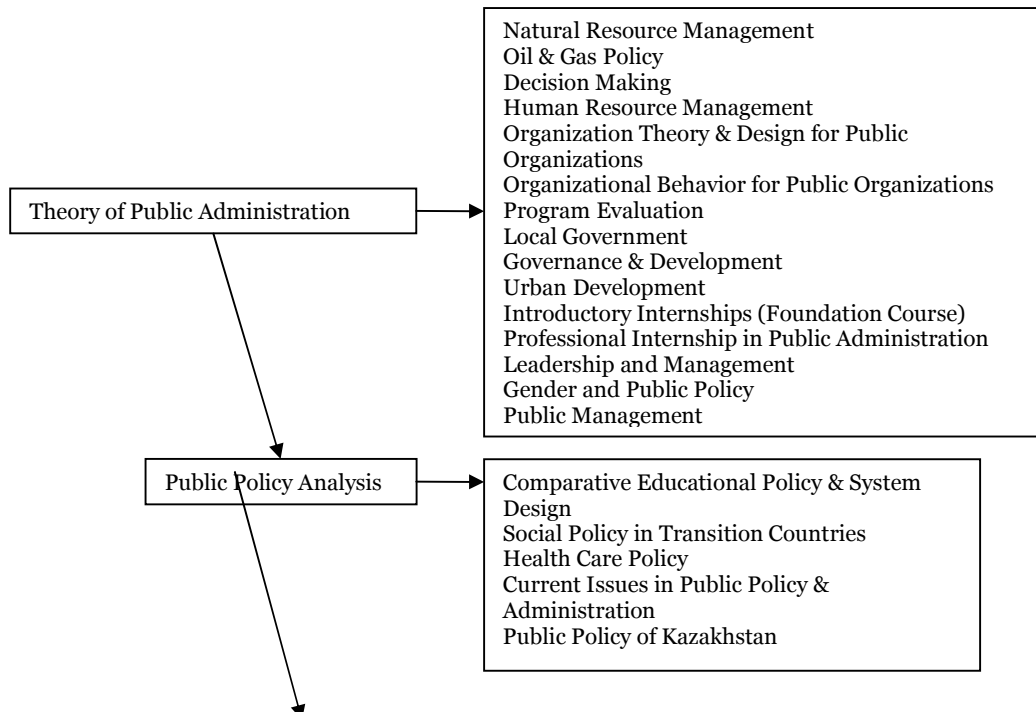 Natural Resource Management
Oil & Gas Policy
Decision Making
Human Resource Management
Organization Theory & Design for Public
Organizations
Organizational Behavior for Public Organizations
Theory of Public Administration
Program Evaluation
Local Government
Governance & Development
Urban Development
Introductory Internships (Foundation Course)
Professional Internship in Public Administration
Leadership and Management
Gender and Public Policy
Public Management
Public Policy Analysis
Comparative Educational Policy & System
Design
Social Policy in Transition Countries
Health Care Policy
Current Issues in Public Policy &
Administration
Public Policy of Kazakhstan